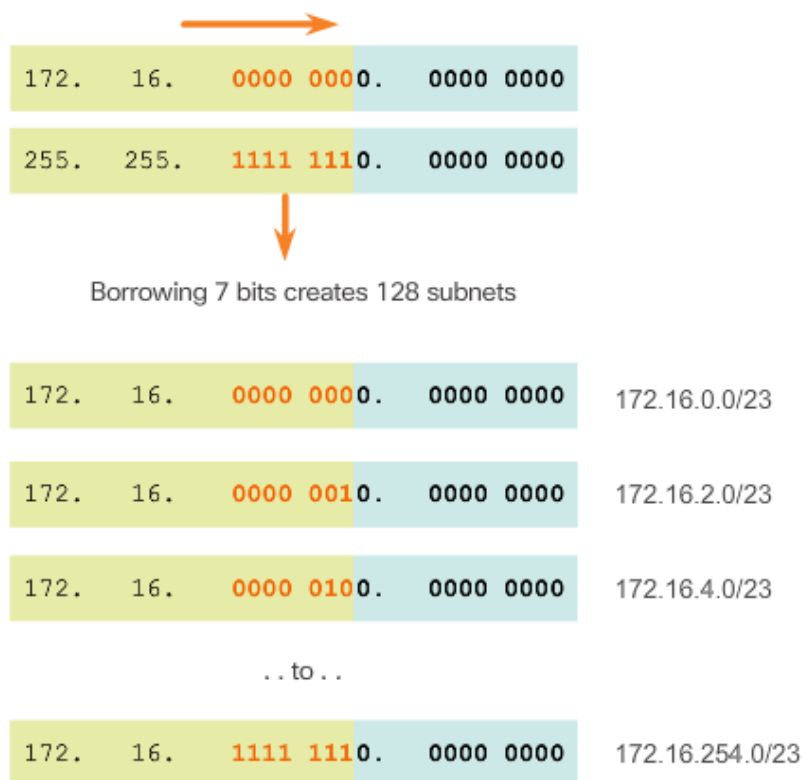 172. 16. 0000 0000. 0000 0000
255. 255. 1111 1110. 0000 0000
Borrowing 7 bits creates 128 subnets
172. 16. 0000 0000. 0000 0000 172.16.0.0/23
172. 16. 0000 0010. 0000 0000 172.16.2.0/23
172. 16. 0000 0100. 0000 0000 172.16.4.0/23
. . to . .
172. 16. 1111 1110. 0000 0000 172.16.254.0/23